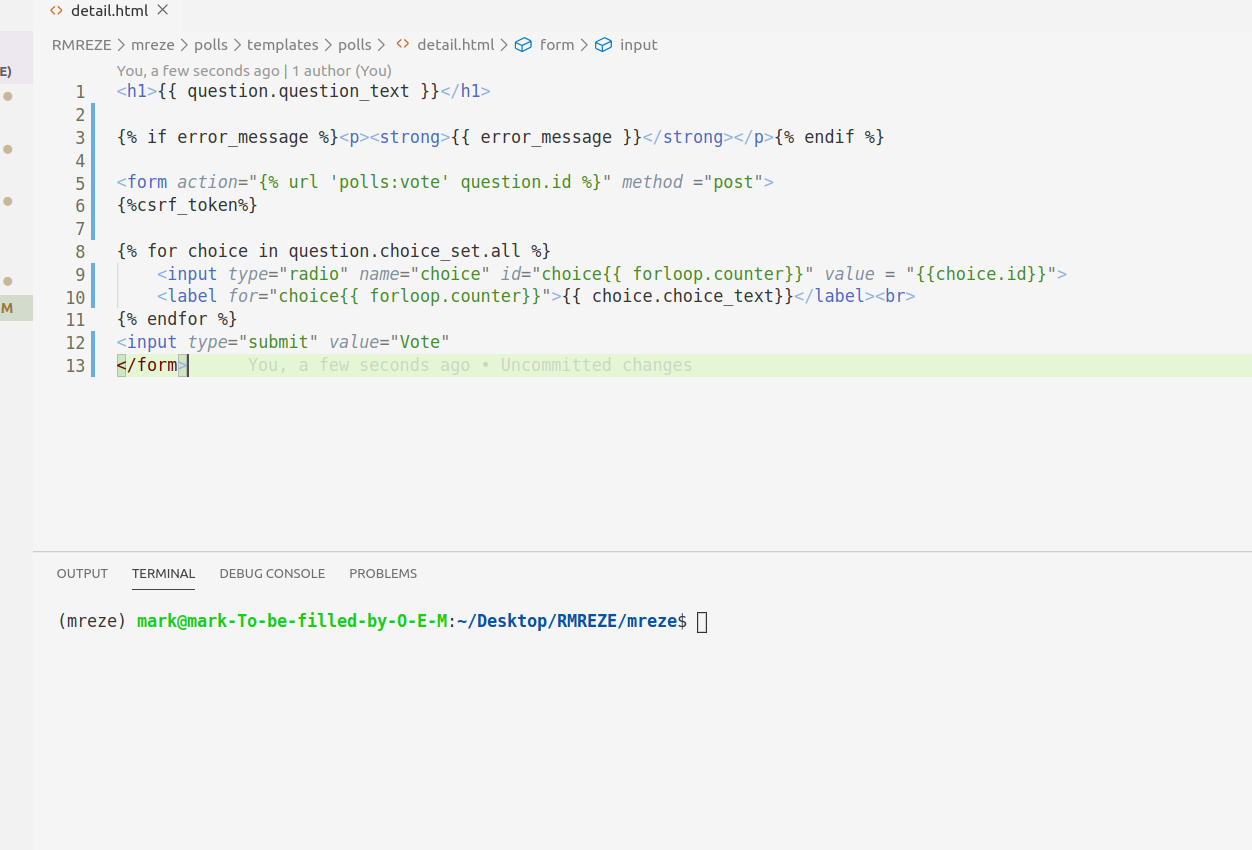 detail.html
RMREZE > mreze > polls > templates > polls > detail.html > form > input
E)
You, a few seconds ago | 1 author (You)
1 <h1>{{ question.question_text }}</h1>
2
3 {% if error_message %}<p><strong>{{ error_message }}</strong></p>{% endif %}
4
5 <form action="{% url 'polls:vote' question.id %}" method ="post">
6 {%csrf_token%}
7
8 {% for choice in question.choice_set.all %}
9 <input type="radio" name="choice" id="choice{{ forloop.counter}}" value = "{{choice.id}}">
M
10 <label for="choice{{ forloop.counter}}">{{ choice.choice_text}}</label><br>
11 {% endfor %}
12 <input type="submit" value="Vote"
13 </form> You, a few seconds ago • Uncommitted changes
OUTPUT TERMINAL DEBUG CONSOLE PROBLEMS
(mreze) mark@mark-To-be-filled-by-O-E-M:~/Desktop/RMREZE/mreze$